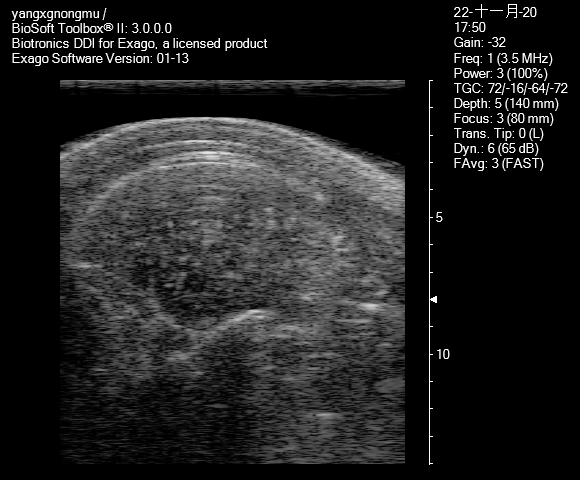 yangxgnongmu /
BioSoft Toolbox® II: 3.0.0.0
Biotronics DDI for Exago, a licensed product
Exago Software Version: 01-13
22-十一月-20
17:50
Gain: -32
Freq: 1 (3.5 MHz)
Power: 3 (100%)
TGC: 72/-16/-64/-72
Depth: 5 (140 mm)
Focus: 3 (80 mm)
Trans. Tip: 0 (L)
Dyn.: 6 (65 dB)
FAvg: 3 (FAST)
5
10